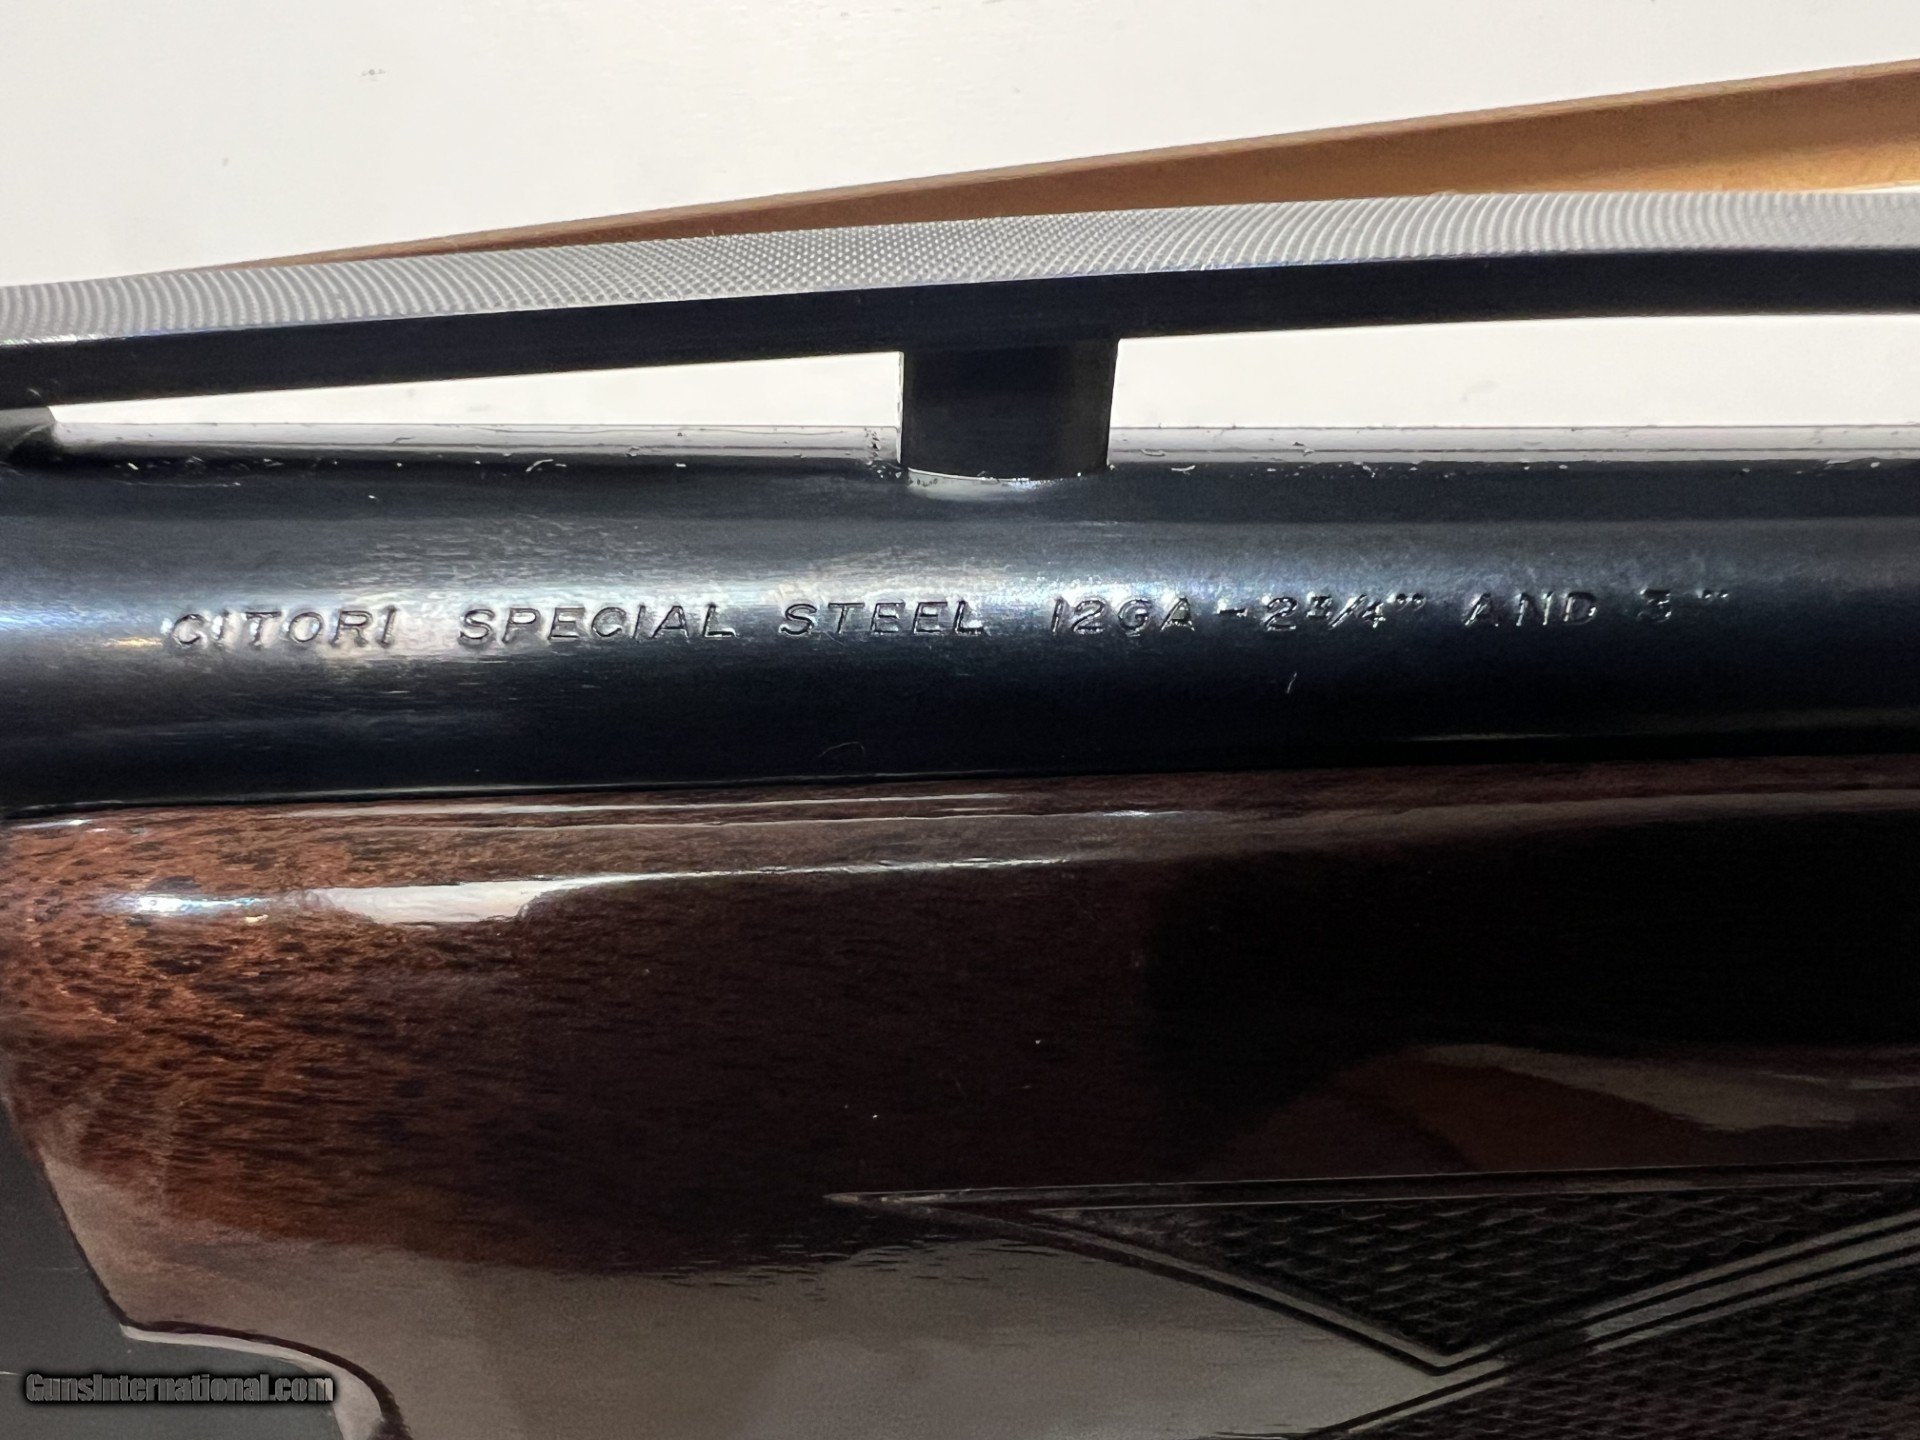 CITORI SPECIAL STEEL 12GA-2¾" AND 3"
GunsInternational.com